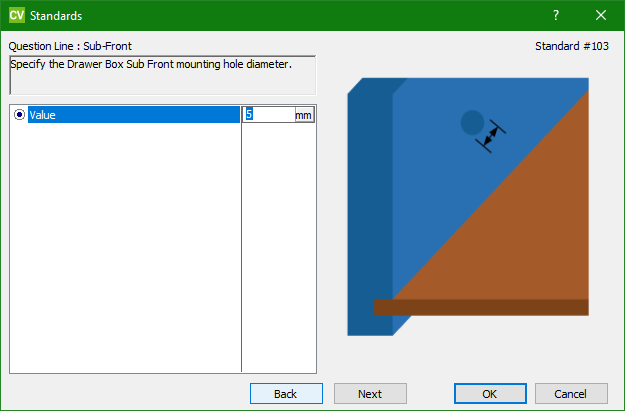 CV Standards ?
Question Line : Sub-Front
Standard #103
Specify the Drawer Box Sub Front mounting hole diameter.
Value 5 mm
Back Next OK Cancel